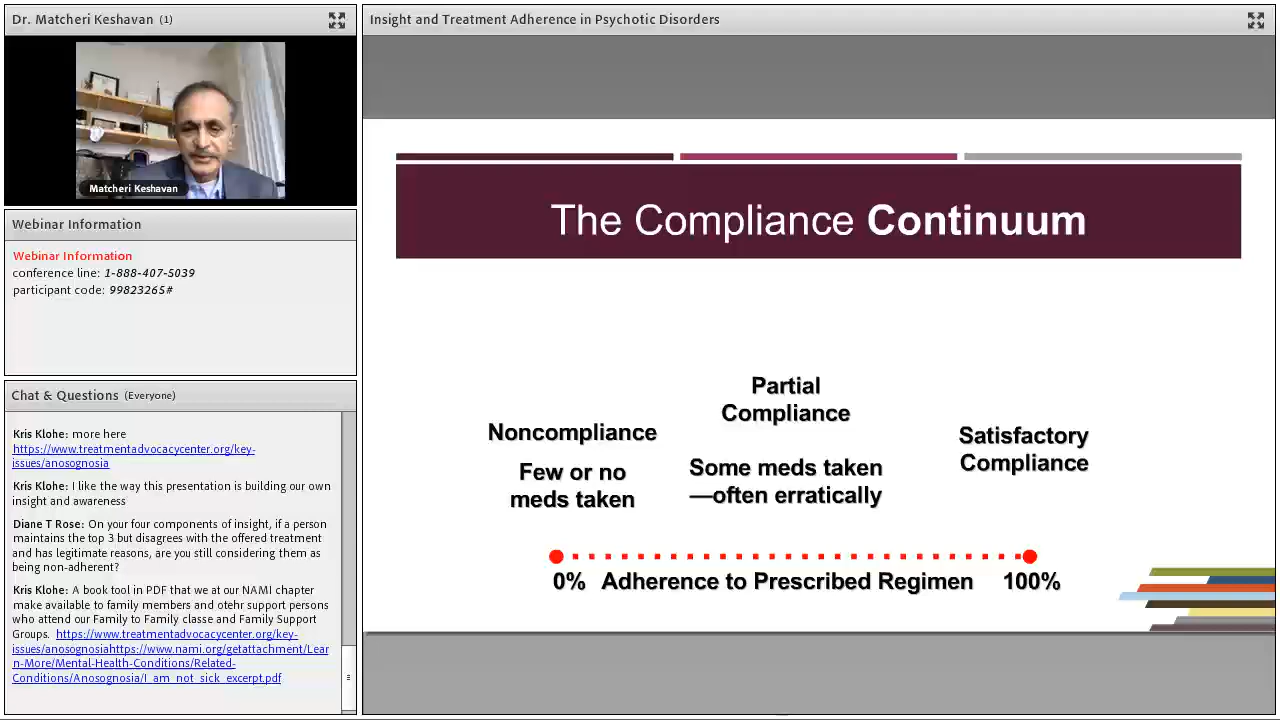 Dr. Matcheri Keshavan (1)
Matcheri Keshavan
Webinar Information
Webinar Information
conference line: 1-888-407-5039
participant code: 99823265#
Chat & Questions (Everyone)
Kris Klohe: more here
https://www.treatmentadvocacycenter.org/key-
issues/anosognosia
Kris Klohe: I like the way this presentation is building our own
insight and awareness
Diane T Rose: On your four components of insight, if a person
maintains the top 3 but disagrees with the offered treatment
and has legitimate reasons, are you still considering them as
being non-adherent?
Kris Klohe: A book tool in PDF that we at our NAMI chapter
make available to family members and otehr support persons
who attend our Family to Family classe and Family Support
Groups. https://www.treatmentadvocacycenter.org/key-
issues/anosognosiahttps://www.nami.org/getattachment/Lear
n-More/Mental-Health-Conditions/Related-
Conditions/Anosognosia/I_am_not_sick_excerpt.pdf
Insight and Treatment Adherence in Psychotic Disorders
The Compliance Continuum
Noncompliance
Few or no
meds taken
Partial
Compliance
Some meds taken
—often erratically
Satisfactory
Compliance
0% Adherence to Prescribed Regimen 100%